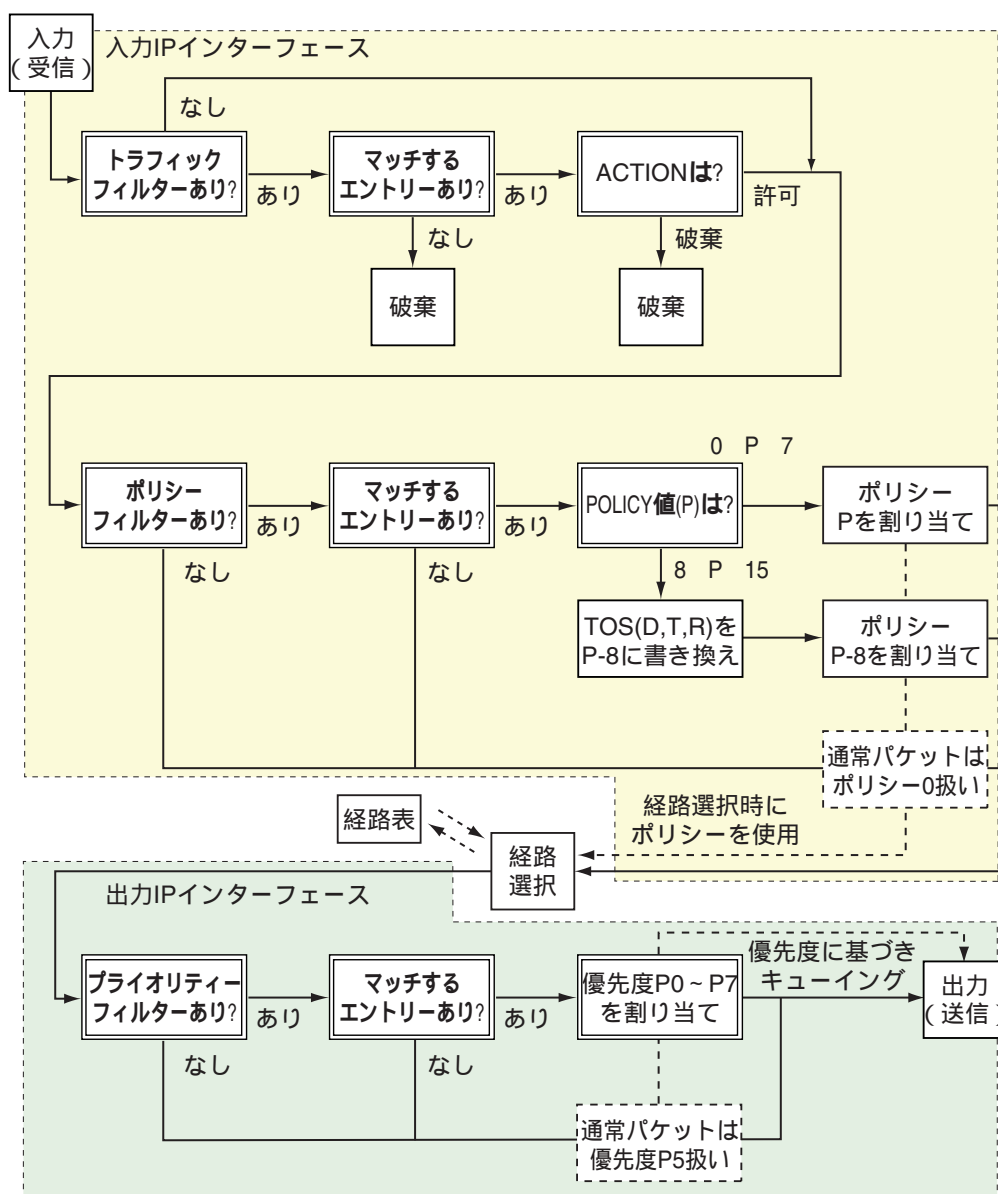 入力
(受信)
入力IPインターフェース
なし
トラフィック
フィルターあり?
あり
マッチする
エントリーあり?
あり
ACTIONは?
許可
なし
破棄
破棄
破棄
ポリシー
フィルターあり?
あり
マッチする
エントリーあり?
あり
POLICY値(P)は?
0 P 7
ポリシー
Pを割り当て
なし
なし
8 P 15
TOS(D,T,R)を
P-8に書き換え
ポリシー
P-8を割り当て
通常パケットは
ポリシー0扱い
経路表
経路選択時に
ポリシーを使用
経路
選択
出力IPインターフェース
プライオリティー
フィルターあり?
あり
マッチする
エントリーあり?
あり
優先度P0~P7
を割り当て
優先度に基づき
キューイング
出力
(送信)
なし
なし
通常パケットは
優先度P5扱い